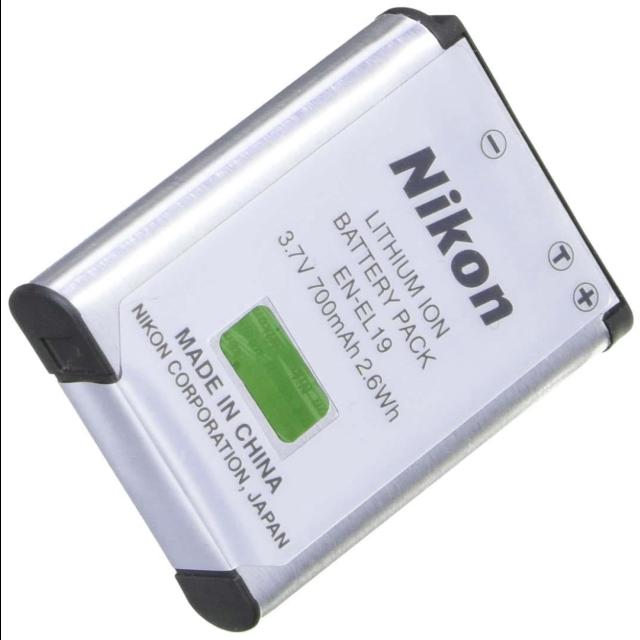 Nikon
LITHIUM ION
BATTERY PACK
EN-EL19
3.7V 700mAh 2.6Wh
MADE IN CHINA
NIKON CORPORATION, JAPAN
−
T
+